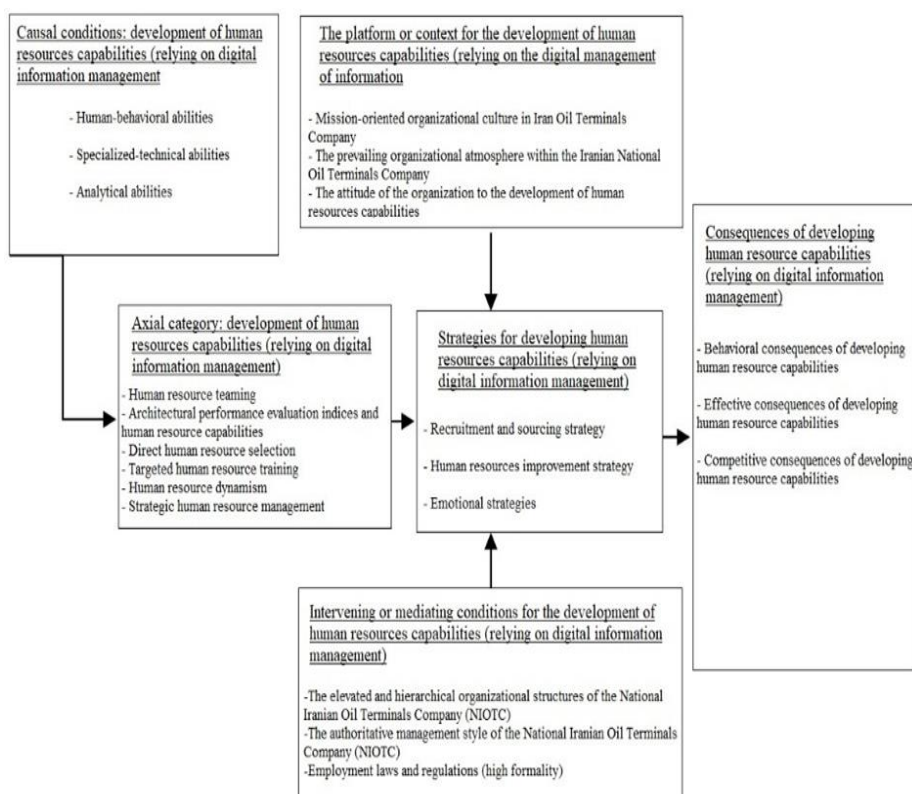 Causal conditions: development of human
resources capabilities (relying on digital
information management
- Human-behavioral abilities
- Specialized-technical abilities
- Analytical abilities
The platform or context for the development of human
resources capabilities (relying on the digital management
of information
- Mission-oriented organizational culture in Iran Oil Terminals
Company
- The prevailing organizational atmosphere within the Iranian National
Oil Terminals Company
- The attitude of the organization to the development of human
resources capabilities
Axial category: development of human
resources capabilities (relying on digital
information management)
- Human resource teaming
- Architectural performance evaluation indices and
human resource capabilities
- Direct human resource selection
- Targeted human resource training
- Human resource dynamism
- Strategic human resource management
Strategies for developing human
resources capabilities (relying on
digital information management)
- Recruitment and sourcing strategy
- Human resources improvement strategy
- Emotional strategies
Consequences of developing
human resource capabilities
(relying on digital information
management)
- Behavioral consequences of developing
human resource capabilities
- Effective consequences of developing
human resource capabilities
- Competitive consequences of developing
human resource capabilities
Intervening or mediating conditions for the development of
human resources capabilities (relying on digital information
management)
-The elevated and hierarchical organizational structures of the National
Iranian Oil Terminals Company (NIOTC)
-The authoritative management style of the National Iranian Oil Terminals
Company (NIOTC)
-Employment laws and regulations (high formality)